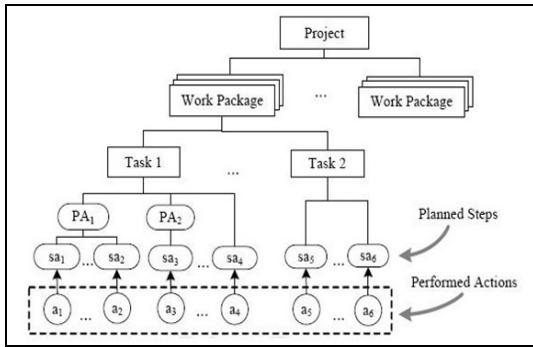 Project
Work Package ... Work Package
Task 1 ... Task 2
PA₁ PA₂
Planned Steps
sa₁ ... sa₂ sa₃ ... sa₄ sa₅ ... sa₆
Performed Actions
a₁ ... a₂ a₃ ... a₄ a₅ ... a₆